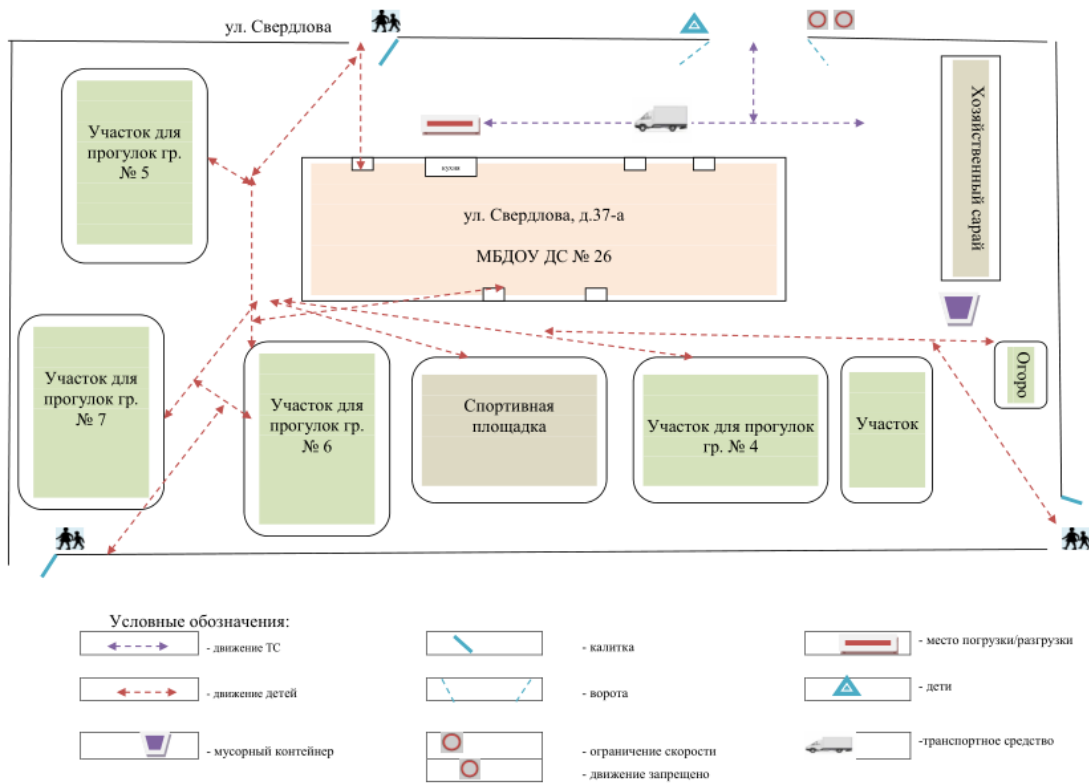 ул. Свердлова
Участок для
прогулок гр.
№ 5
кухня
ул. Свердлова, д.37-а
МБДОУ ДС № 26
Хозяйственный сарай
Участок для
прогулок гр.
№ 7
Участок для
прогулок гр.
№ 6
Спортивная
площадка
Участок для прогулок
гр. № 4
Участок
Огоро
Условные обозначения:
- движение ТС
- калитка
- место погрузки/разгрузки
- движение детей
- ворота
- дети
- мусорный контейнер
- ограничение скорости
- движение запрещено
-транспортное средство